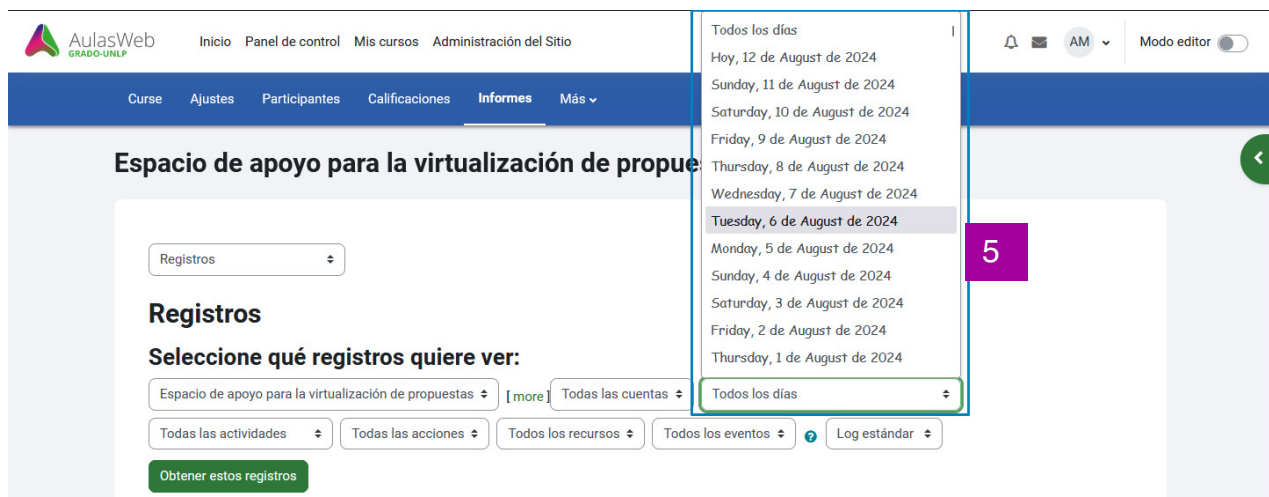 AulasWeb
GRADO-UNLP
Inicio Panel de control Mis cursos Administración del Sitio
AM
Modo editor
Curse Ajustes Participantes Calificaciones Informes Más
Espacio de apoyo para la virtualización de propues
Todos los días
Hoy, 12 de August de 2024
Sunday, 11 de August de 2024
Saturday, 10 de August de 2024
Friday, 9 de August de 2024
Thursday, 8 de August de 2024
Wednesday, 7 de August de 2024
Tuesday, 6 de August de 2024
Monday, 5 de August de 2024
Sunday, 4 de August de 2024
Saturday, 3 de August de 2024
Friday, 2 de August de 2024
Thursday, 1 de August de 2024
5
Registros
Registros
Seleccione qué registros quiere ver:
Espacio de apoyo para la virtualización de propuestas [ more ] Todas las cuentas Todos los días
Todas las actividades Todas las acciones Todos los recursos Todos los eventos ? Log estándar
Obtener estos registros